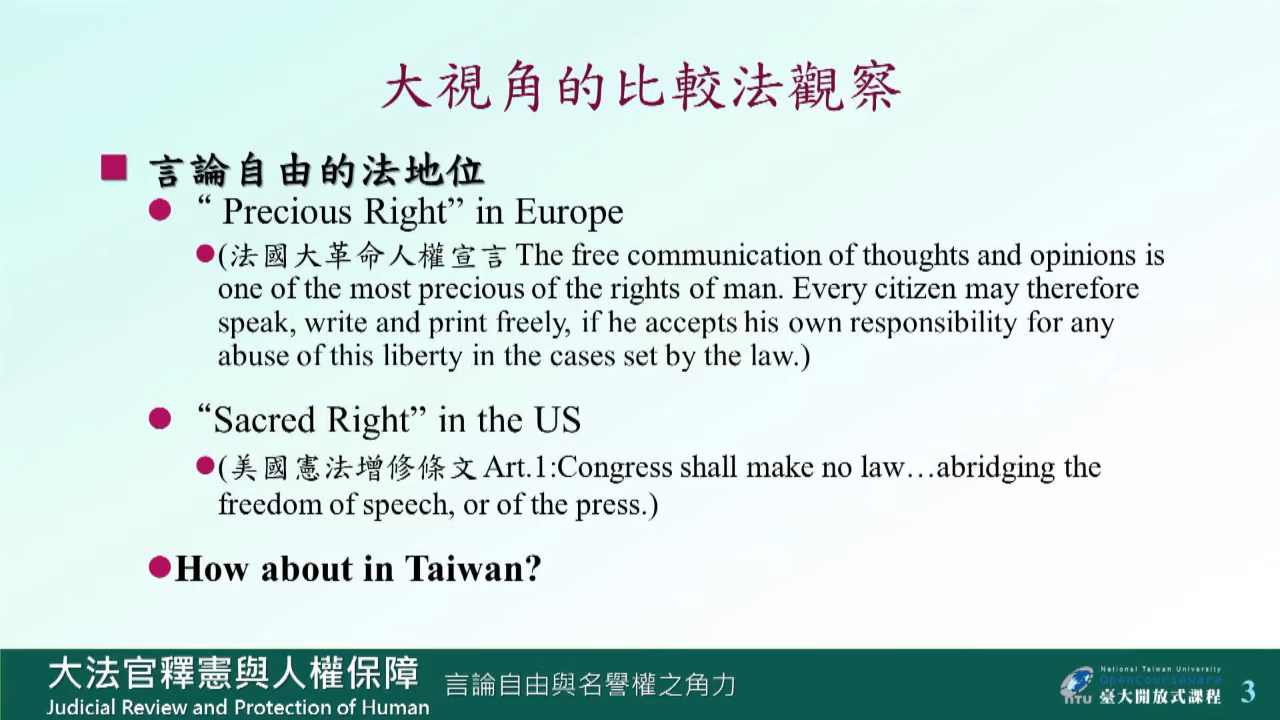 大視角的比較法觀察
言論自由的法地位
“ Precious Right” in Europe
(法國大革命人權宣言 The free communication of thoughts and opinions is
one of the most precious of the rights of man. Every citizen may therefore
speak, write and print freely, if he accepts his own responsibility for any
abuse of this liberty in the cases set by the law.)
“Sacred Right” in the US
(美國憲法增修條文 Art.1:Congress shall make no law…abridging the
freedom of speech, or of the press.)
How about in Taiwan?
大法官釋憲與人權保障 言論自由與名譽權之角力
Judicial Review and Protection of Human
National Taiwan University
OpenCourseWare
NTU 臺大開放式課程 3